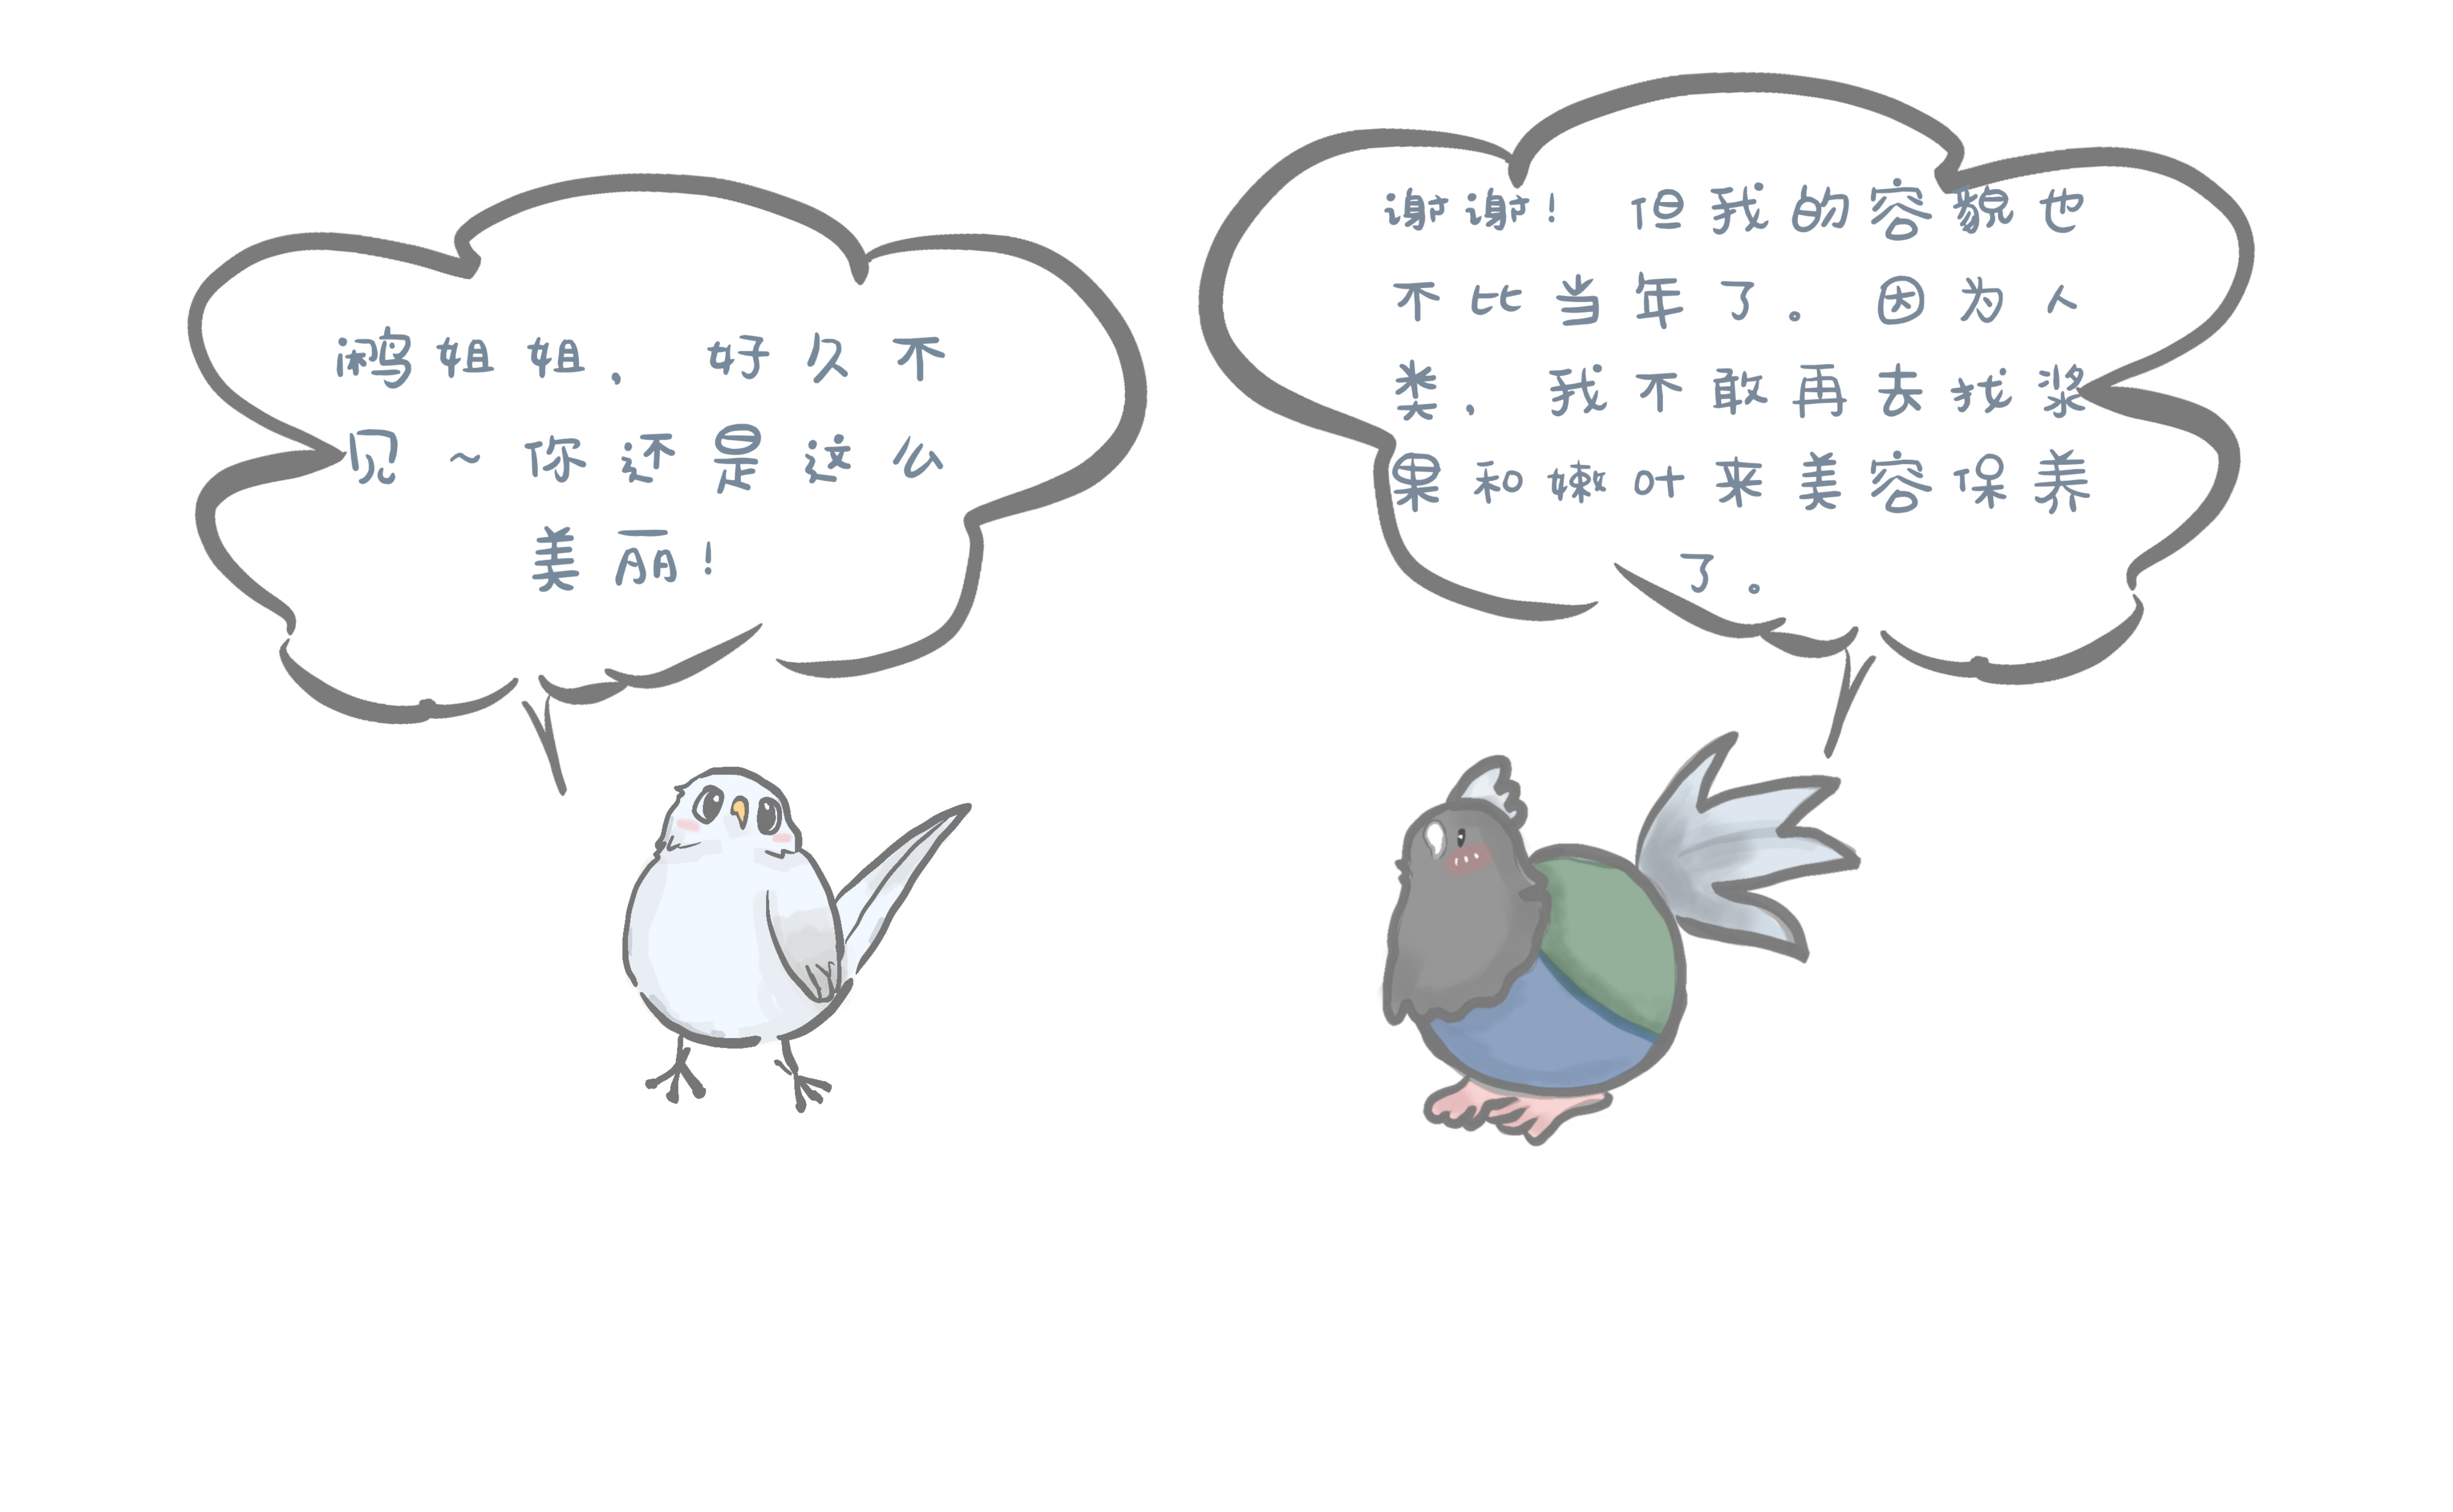 鹇姐姐，好久不
见~你还是这么
美丽！
谢谢！但我的容貌也
不比当年了。因为人
类，我不敢再去找浆
果和嫩叶来美容保养
了。